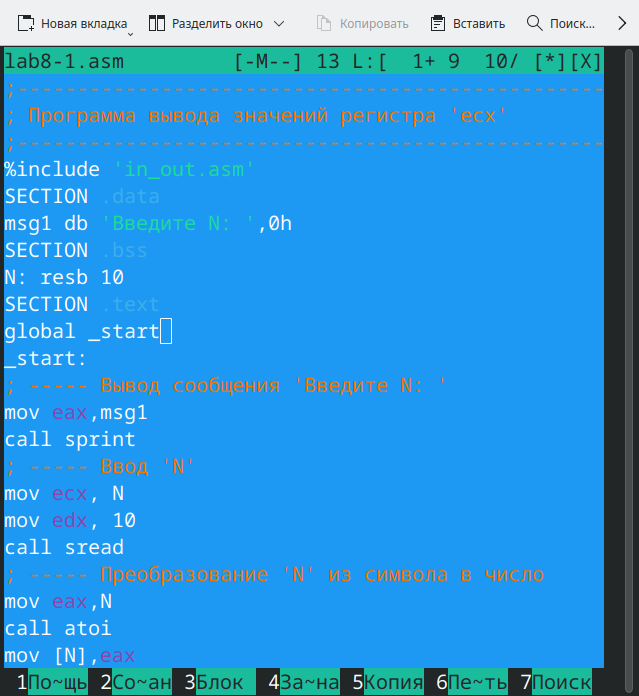 Новая вкладка Разделить окно Копировать Вставить Поиск...
lab8-1.asm [-M--] 13 L:[ 1+ 9 10/ [*][X]
;-------------------------------------------------
; Программа вывода значений регистра 'ecx'
;-------------------------------------------------
%include 'in_out.asm'
SECTION .data
msg1 db 'Введите N: ',0h
SECTION .bss
N: resb 10
SECTION .text
global _start
_start:
; ----- Вывод сообщения 'Введите N: '
mov eax,msg1
call sprint
; ----- Ввод 'N'
mov ecx, N
mov edx, 10
call sread
; ----- Преобразование 'N' из символа в число
mov eax,N
call atoi
mov [N],eax
1По~щь 2Со~ан 3Блок 4За~на 5Копия 6Пе~ть 7Поиск